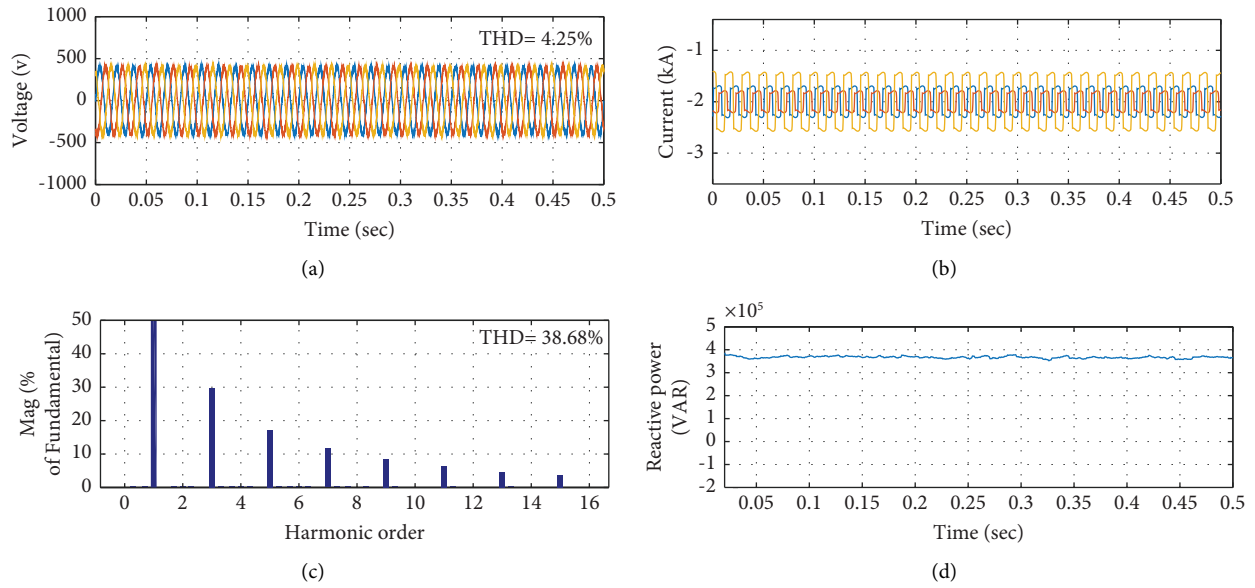 1000
500
0
-500
-1000
Voltage (v)
THD= 4.25%
0 0.05 0.1 0.15 0.2 0.25 0.3 0.35 0.4 0.45 0.5
Time (sec)
(a)
-1
-2
-3
Current (kA)
0 0.05 0.1 0.15 0.2 0.25 0.3 0.35 0.4 0.45 0.5
Time (sec)
(b)
50
40
30
20
10
0
Mag (%
of Fundamental)
THD= 38.68%
0 2 4 6 8 10 12 14 16
Harmonic order
(c)
×10⁵
5
4
3
2
1
0
-1
-2
Reactive power
(VAR)
0.05 0.1 0.15 0.2 0.25 0.3 0.35 0.4 0.45 0.5
Time (sec)
(d)